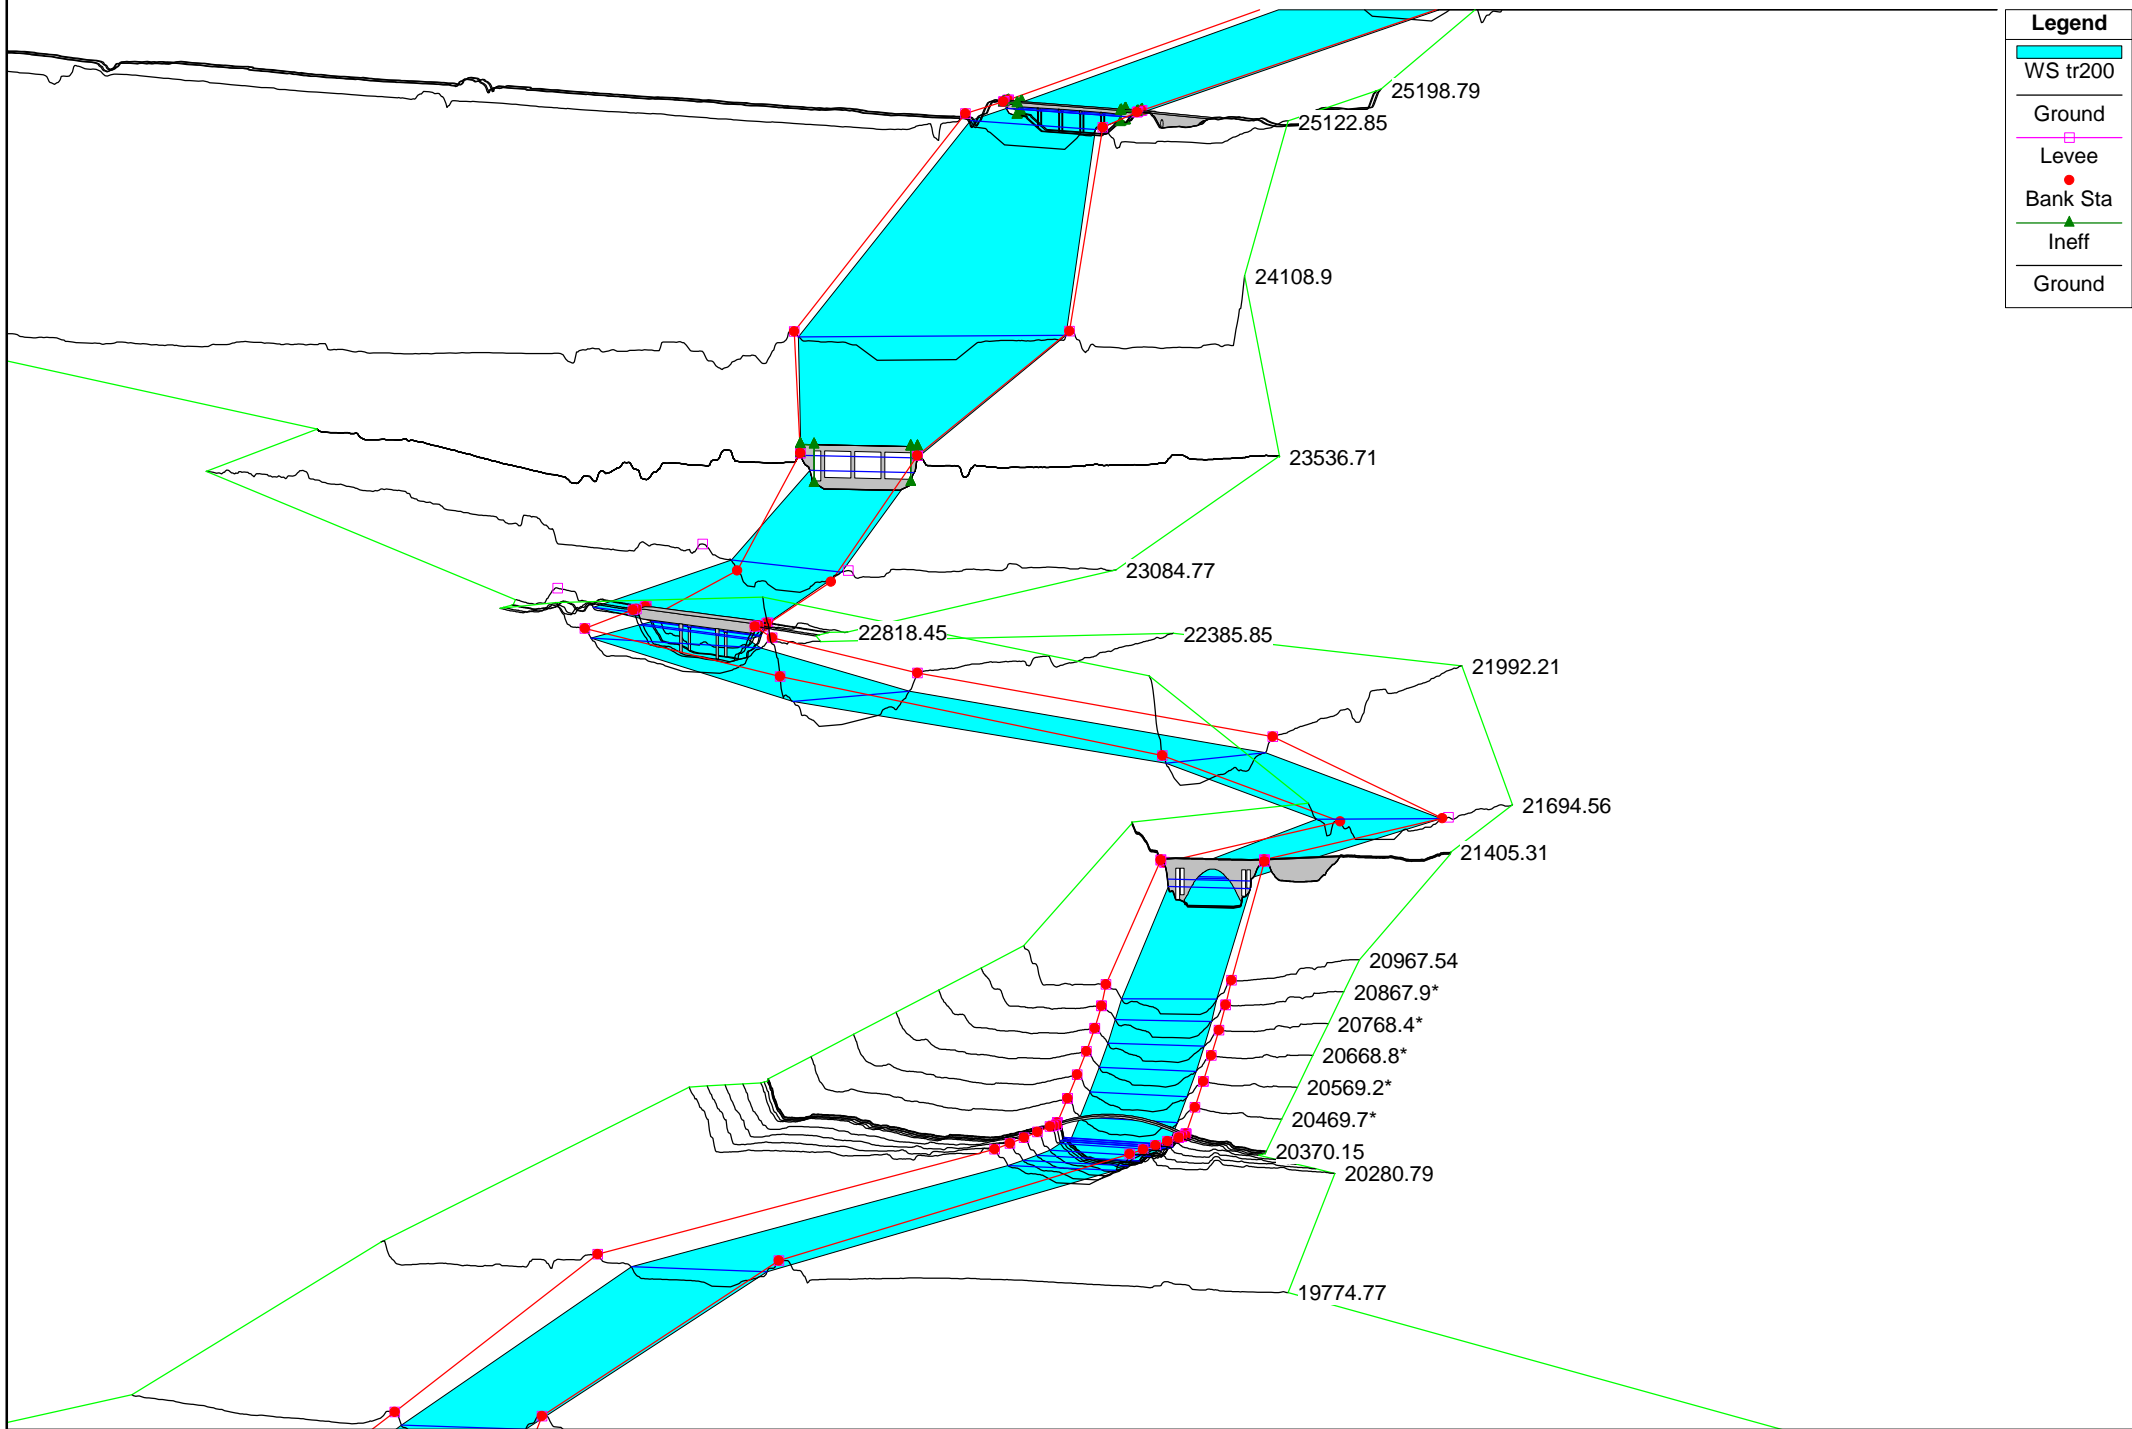 Legend
WS tr200
Ground
Levee
Bank Sta
Ineff
Ground
25198.79
25122.85
24108.9
23536.71
23084.77
22818.45
22385.85
21992.21
21694.56
21405.31
20967.54
20867.9*
20768.4*
20668.8*
20569.2*
20469.7*
20370.15
20280.79
19774.77